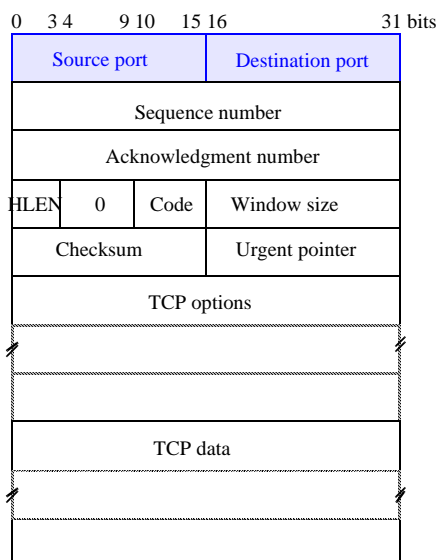 0 3 4 9 10 15 16 31 bits
Source port Destination port
Sequence number
Acknowledgment number
HLEN 0 Code Window size
Checksum Urgent pointer
TCP options
TCP data